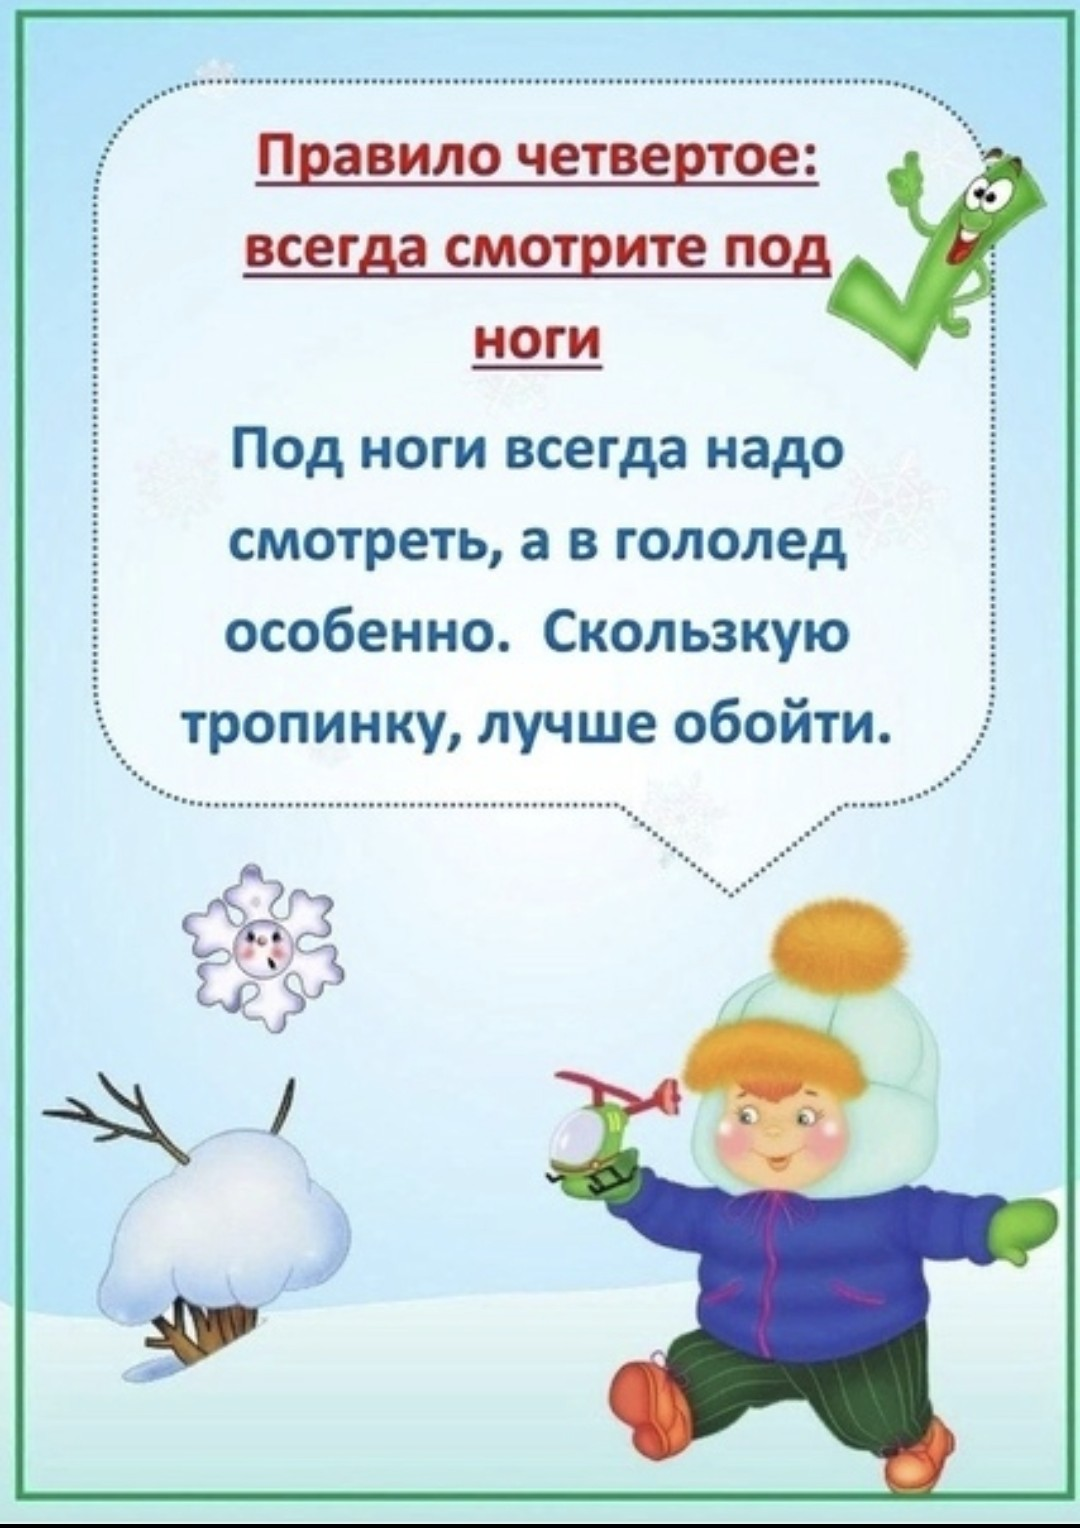 Правило четвертое:
всегда смотрите под
ноги
Под ноги всегда надо
смотреть, а в гололед
особенно.  Скользкую
тропинку, лучше обойти.